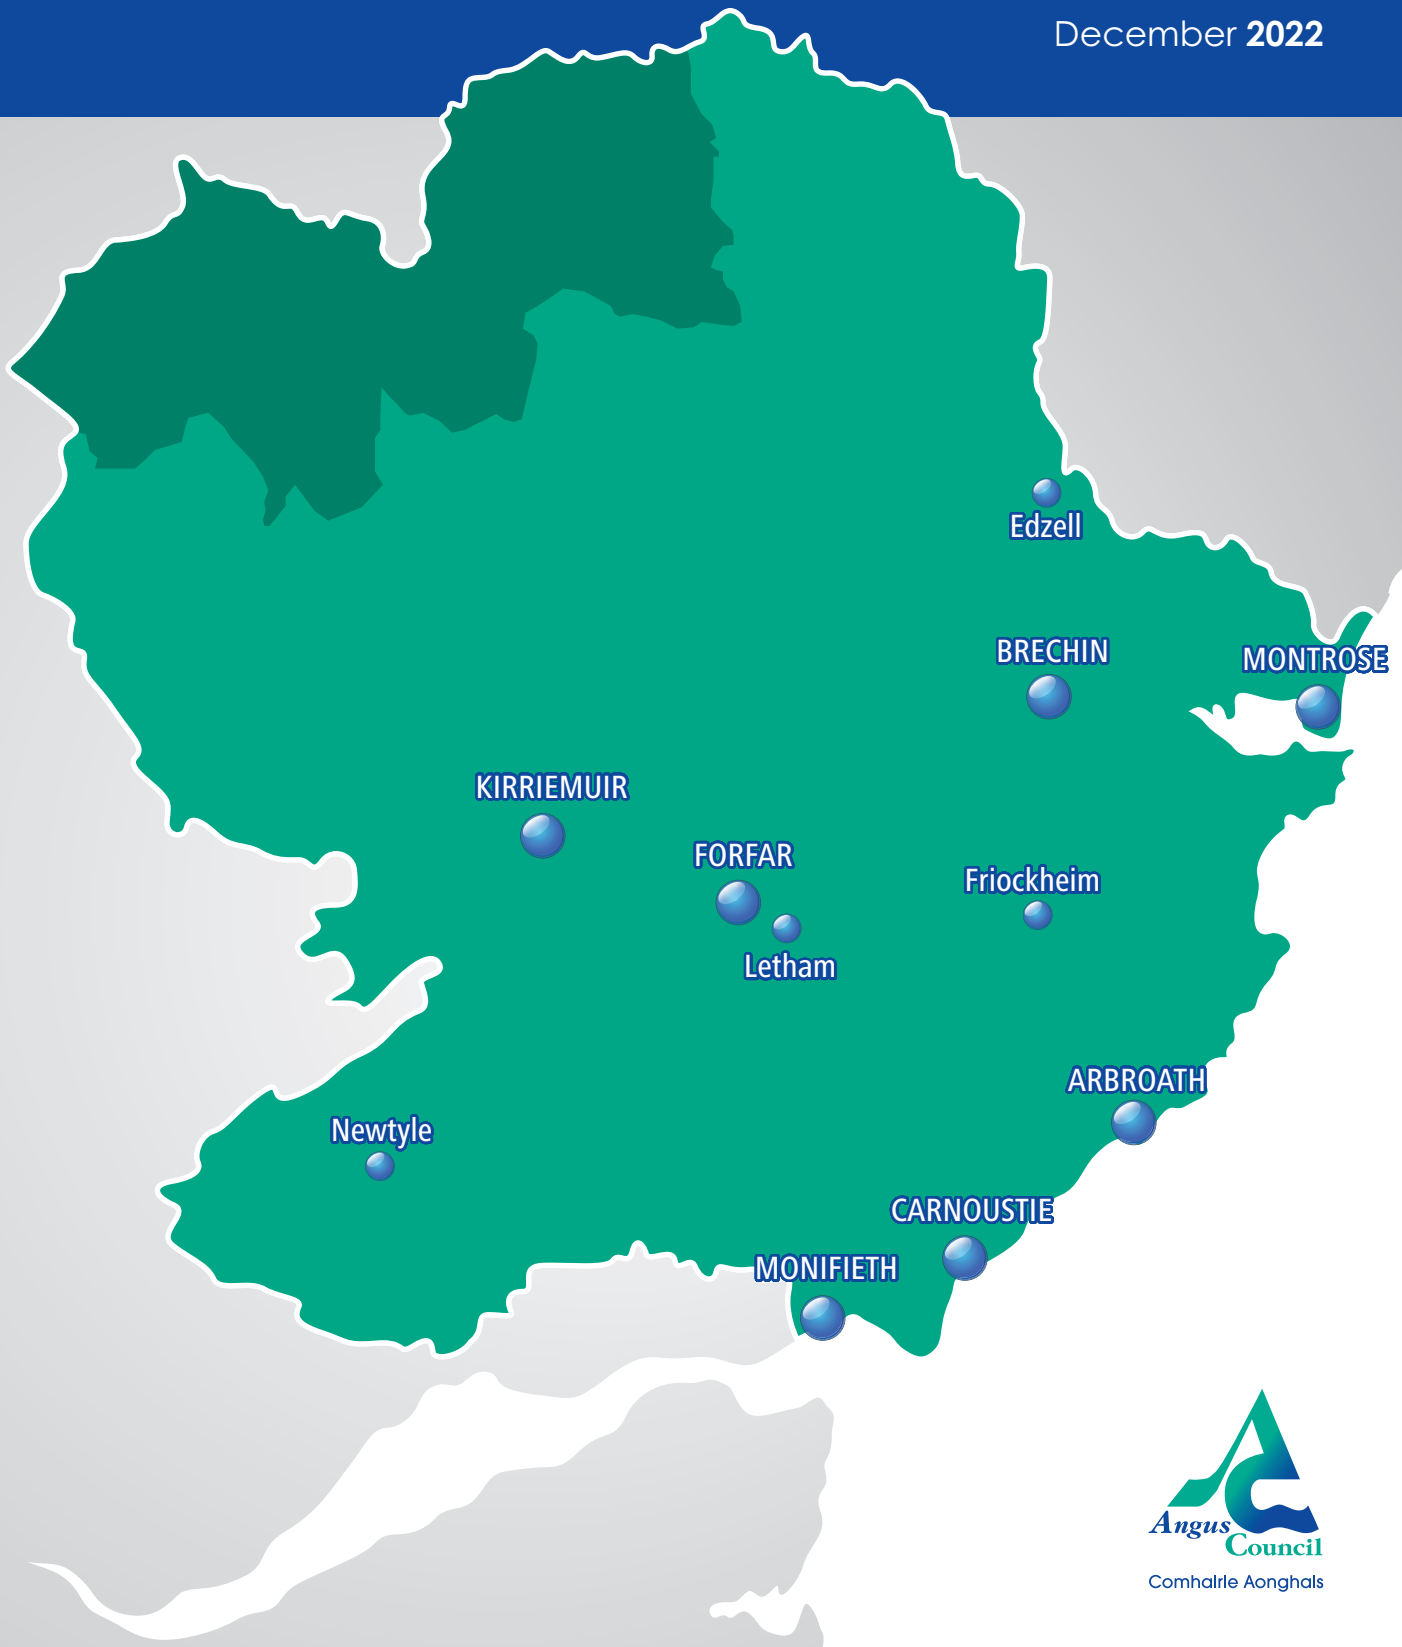 December 2022
Edzell
BRECHIN
MONTROSE
KIRRIEMUIR
FORFAR
Friockheim
Letham
ARBROATH
Newtyle
CARNOUSTIE
MONIFIETH
Angus
Council
Comhairle Aonghais